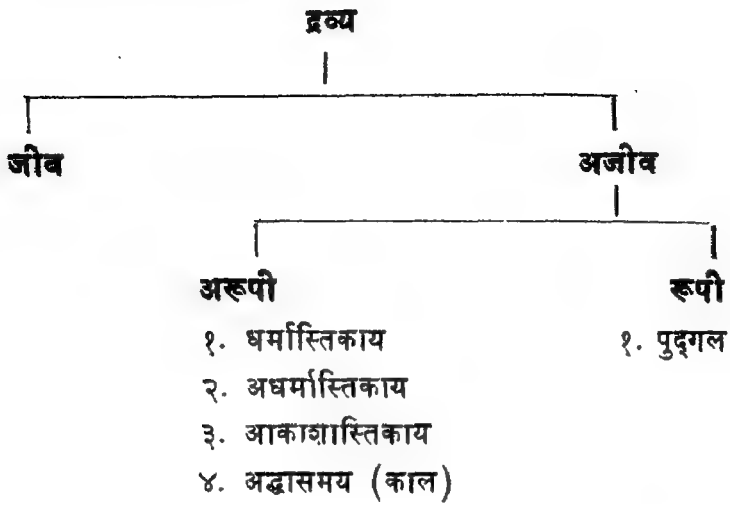 द्रव्य
जीव अजीव
अरूपी रूपी
१. धर्मास्तिकाय १. पुद्गल
२. अधर्मास्तिकाय
३. आकाशास्तिकाय
४. अद्धासमय (काल)